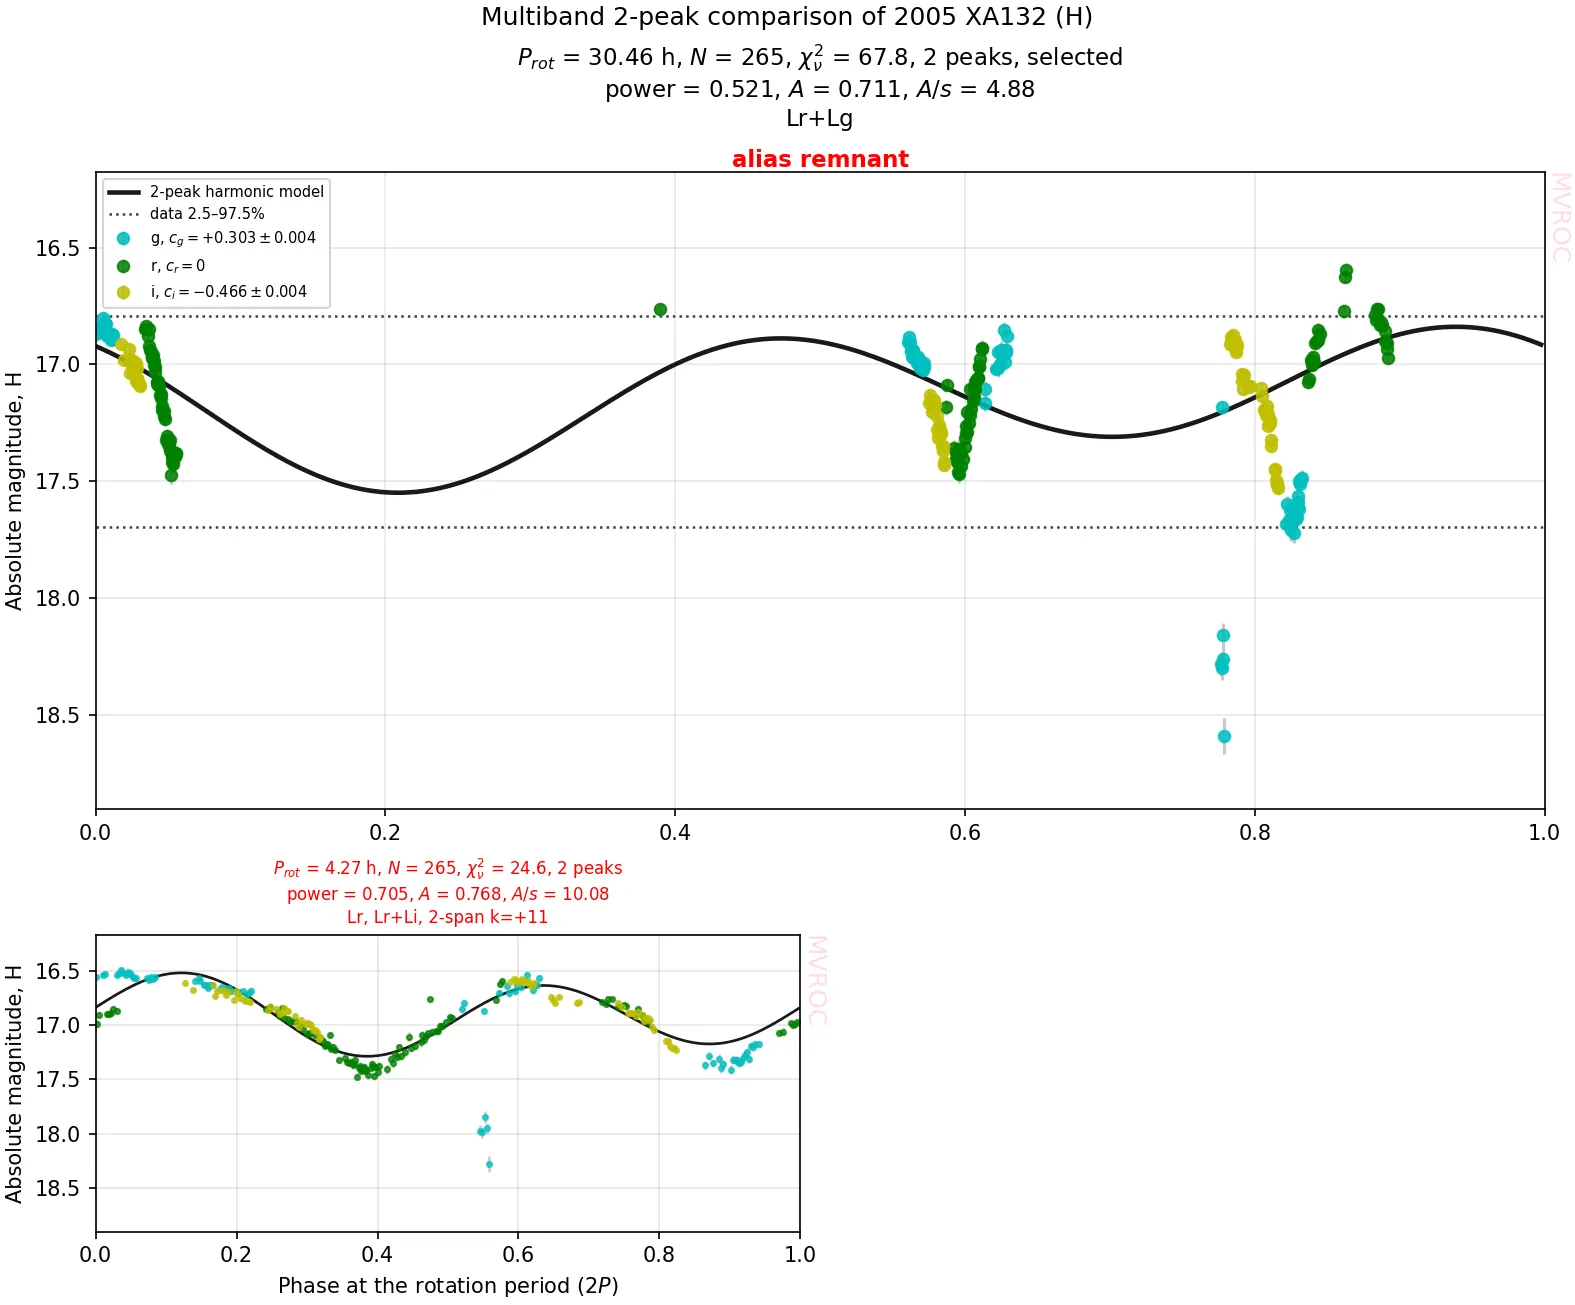 Multiband 2-peak comparison of 2005 XA132 (H)
P_rot = 30.46 h, N = 265, χ²_ν = 67.8, 2 peaks, selected
power = 0.521, A = 0.711, A/s = 4.88
Lr+Lg
alias remnant
2-peak harmonic model
data 2.5–97.5%
g, c_g = +0.303 ± 0.004
r, c_r = 0
i, c_i = −0.466 ± 0.004
MVROC
Absolute magnitude, H
16.5
17.0
17.5
18.0
18.5
0.0 0.2 0.4 0.6 0.8 1.0
P_rot = 4.27 h, N = 265, χ²_ν = 24.6, 2 peaks
power = 0.705, A = 0.768, A/s = 10.08
Lr, Lr+Li, 2-span k=+11
MVROC
Absolute magnitude, H
16.5
17.0
17.5
18.0
18.5
0.0 0.2 0.4 0.6 0.8 1.0
Phase at the rotation period (2P)